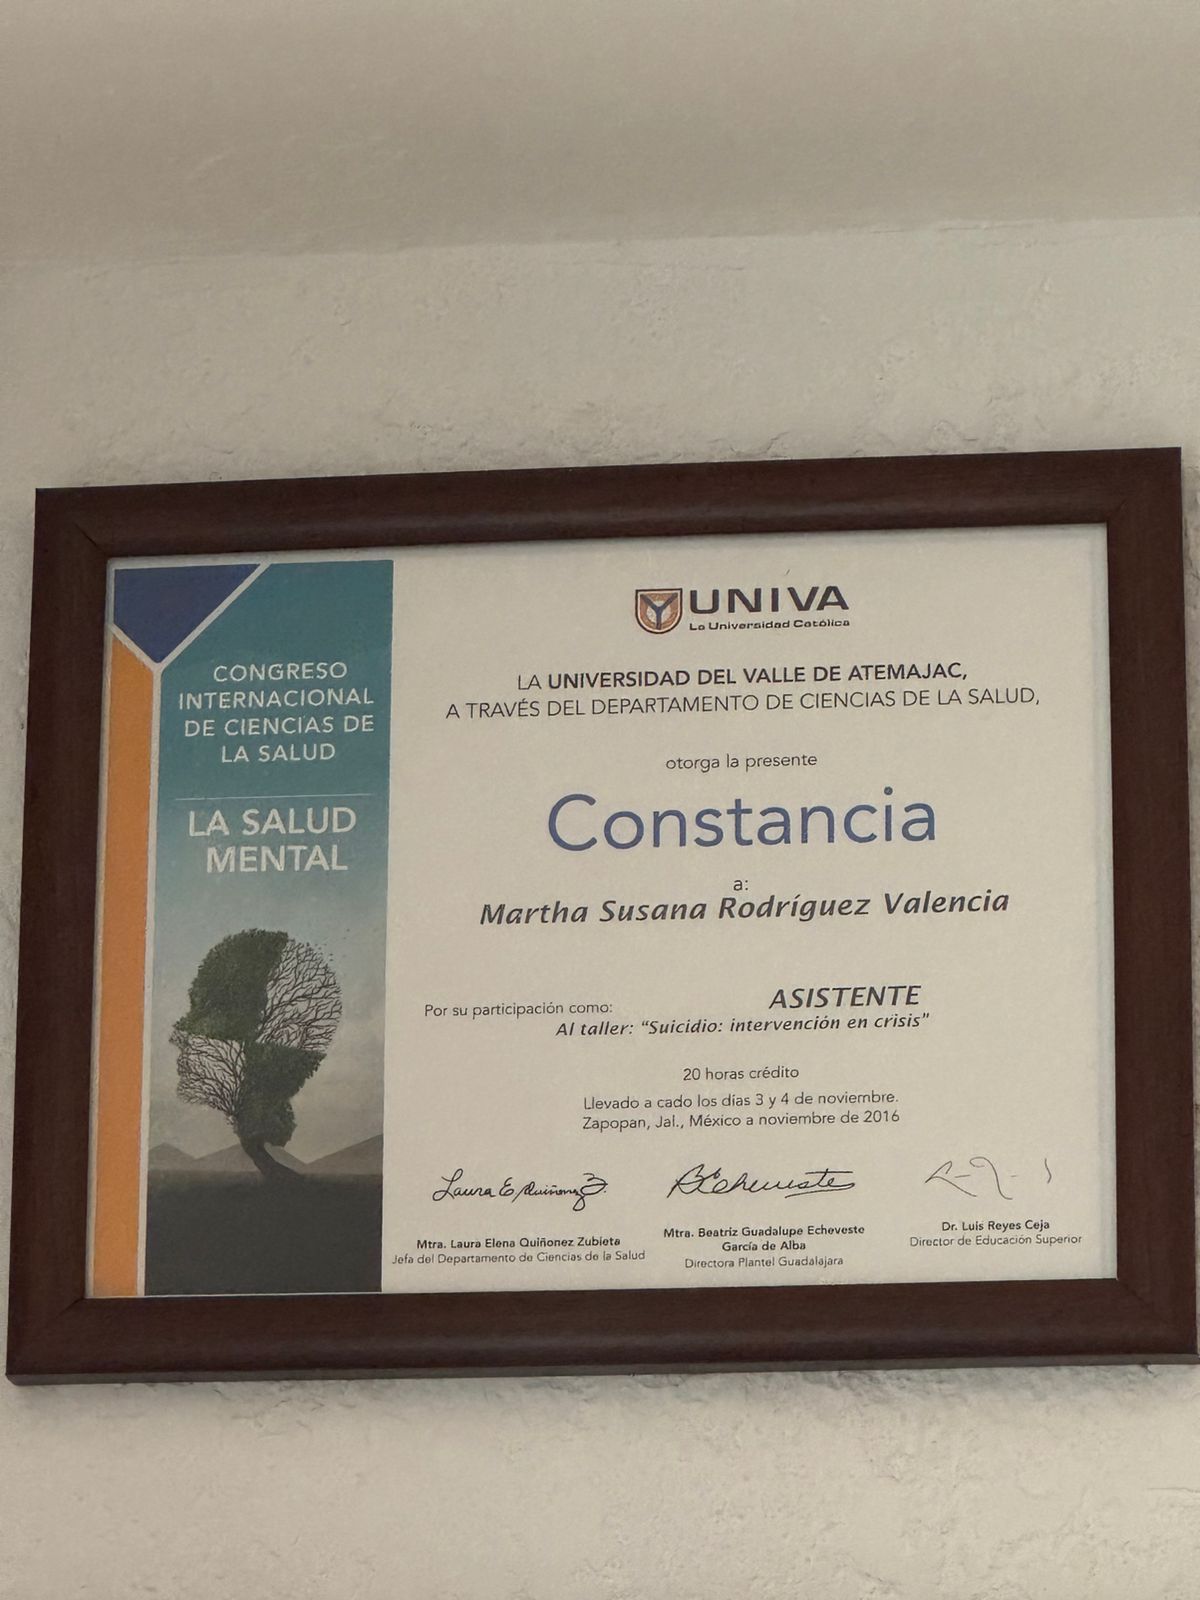 CONGRESO
INTERNACIONAL
DE CIENCIAS DE
LA SALUD
LA SALUD
MENTAL
UNIVA
La Universidad Católica
LA UNIVERSIDAD DEL VALLE DE ATEMAJAC,
A TRAVÉS DEL DEPARTAMENTO DE CIENCIAS DE LA SALUD,
otorga la presente
Constancia
a:
Martha Susana Rodríguez Valencia
Por su participación como: ASISTENTE
Al taller: "Suicidio: intervención en crisis"
20 horas crédito
Llevado a cado los días 3 y 4 de noviembre.
Zapopan, Jal., México a noviembre de 2016
Laura E. Quiñonez Z.
BEcheveste
Mtra. Laura Elena Quiñonez Zubieta
Jefa del Departamento de Ciencias de la Salud
Mtra. Beatriz Guadalupe Echeveste
García de Alba
Directora Plantel Guadalajara
Dr. Luis Reyes Ceja
Director de Educación Superior